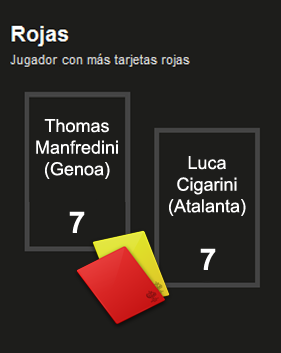 Rojas
Jugador con más tarjetas rojas
Thomas
Manfredini
(Genoa)
7
Luca
Cigarini
(Atalanta)
7